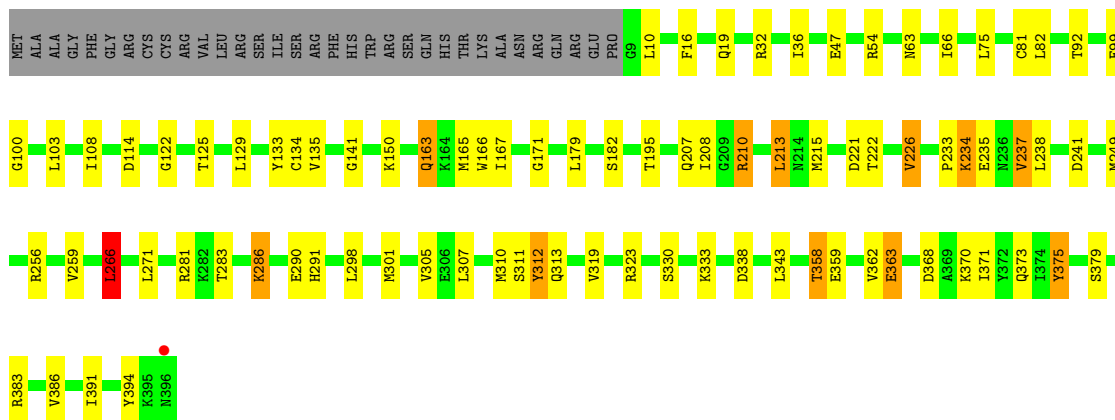 MET ALA ALA GLY PHE GLY ARG CYS CYS ARG VAL LEU ARG SER ILE SER ARG PHE HIS TRP ARG SER GLN HIS THR LYS ALA ASN ARG GLN ARG GLU PRO G9 L10 F16 Q19 R32 I36 E47 R54 N63 I66 L75 C81 L82 T92
G100 L103 I108 D114 G122 T125 L129 Y133 C134 V135 G141 K150 Q163 K164 M165 W166 I167 G171 L179 S182 T195 Q207 I208 G209 R210 L213 N214 M215 D221 T222 V226 P233 K234 E235 N236 V237 L238 D241
R256 V259 L266 L271 R281 K282 T283 K286 E290 H291 L298 M301 V305 E306 L307 M310 S311 Y312 Q313 V319 R323 S330 K333 D338 L343 T358 E359 V362 E363 D368 A369 K370 I371 Y372 Q373 I374 Y375 S379
R383 V386 I391 Y394 K395 N396